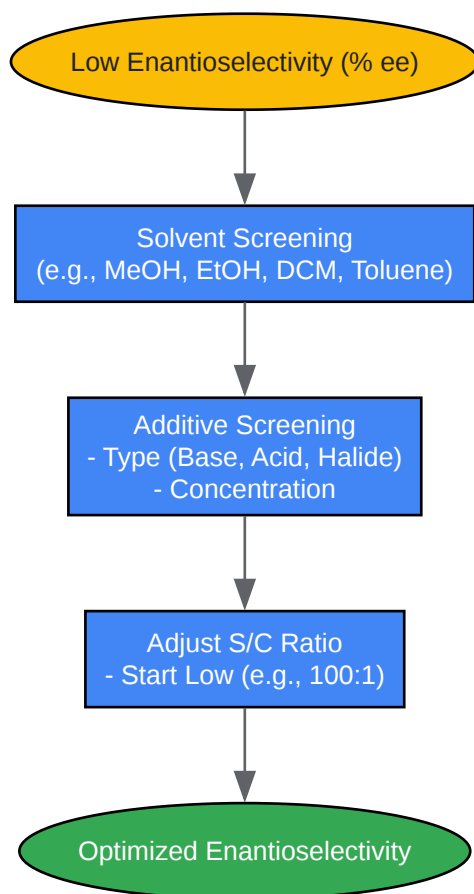 Low Enantioselectivity (% ee)
Solvent Screening
(e.g., MeOH, EtOH, DCM, Toluene)
Additive Screening
- Type (Base, Acid, Halide)
- Concentration
Adjust S/C Ratio
- Start Low (e.g., 100:1)
Optimized Enantioselectivity